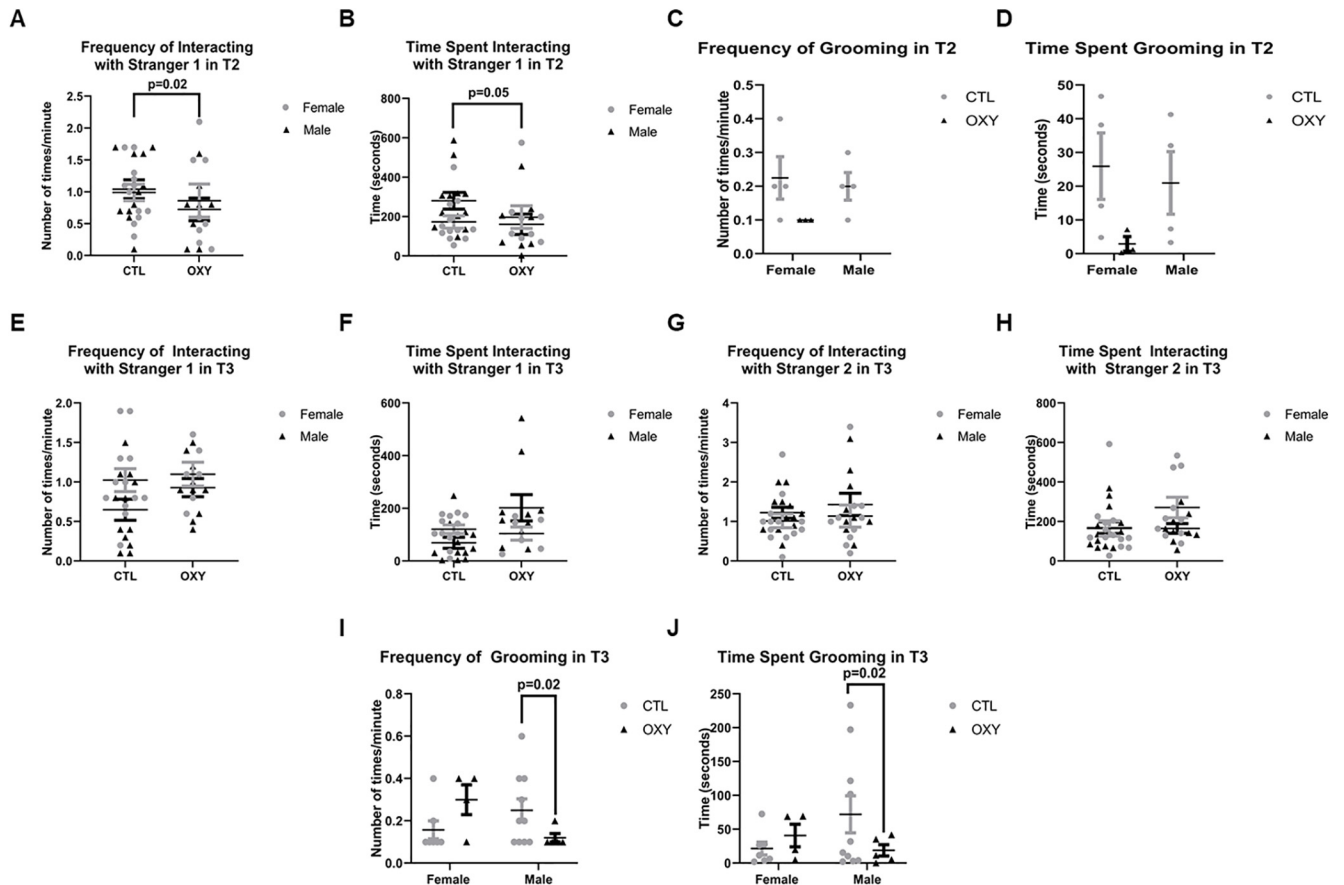 A
Frequency of Interacting
with Stranger 1 in T2
p=0.02
Number of times/minute
2.5
2.0
1.5
1.0
0.5
0.0
CTL
OXY
Female
Male
B
Time Spent Interacting
with Stranger 1 in T2
p=0.05
Time (seconds)
800
600
400
200
0
CTL
OXY
Female
Male
C
Frequency of Grooming in T2
Number of times/minute
0.5
0.4
0.3
0.2
0.1
0.0
Female
Male
CTL
OXY
D
Time Spent Grooming in T2
Time (seconds)
50
40
30
20
10
0
Female
Male
CTL
OXY
E
Frequency of Interacting
with Stranger 1 in T3
Number of times/minute
2.0
1.5
1.0
0.5
0.0
CTL
OXY
Female
Male
F
Time Spent Interacting
with Stranger 1 in T3
Time (seconds)
600
400
200
0
CTL
OXY
Female
Male
G
Frequency of Interacting
with Stranger 2 in T3
Number of times/minute
4
3
2
1
0
CTL
OXY
Female
Male
H
Time Spent Interacting
with Stranger 2 in T3
Time (seconds)
800
600
400
200
0
CTL
OXY
Female
Male
I
Frequency of Grooming in T3
p=0.02
Number of times/minute
0.8
0.6
0.4
0.2
0.0
Female
Male
CTL
OXY
J
Time Spent Grooming in T3
p=0.02
Time (seconds)
250
200
150
100
50
0
Female
Male
CTL
OXY